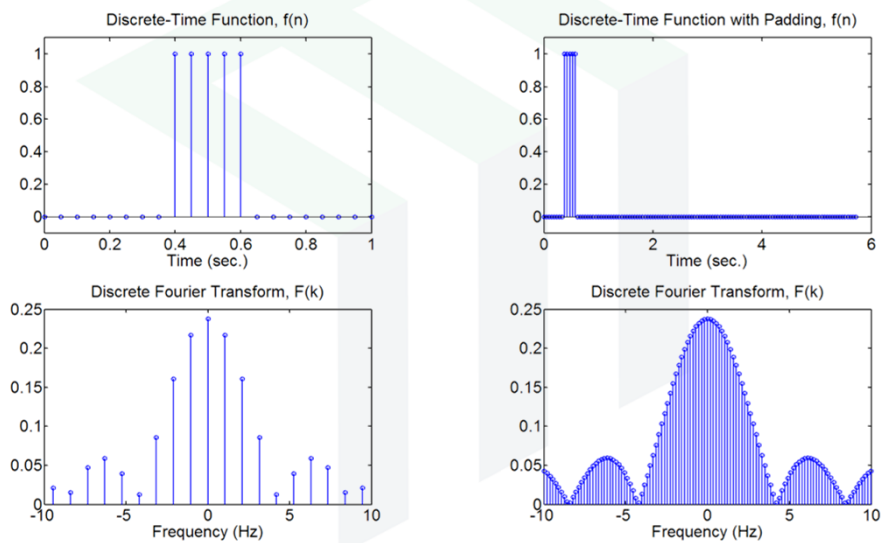 Discrete-Time Function, f(n)
1
0.8
0.6
0.4
0.2
0
0 0.2 0.4 0.6 0.8 1
Time (sec.)
Discrete-Time Function with Padding, f(n)
1
0.8
0.6
0.4
0.2
0
0 2 4 6
Time (sec.)
Discrete Fourier Transform, F(k)
0.25
0.2
0.15
0.1
0.05
0
-10 -5 0 5 10
Frequency (Hz)
Discrete Fourier Transform, F(k)
0.25
0.2
0.15
0.1
0.05
0
-10 -5 0 5 10
Frequency (Hz)